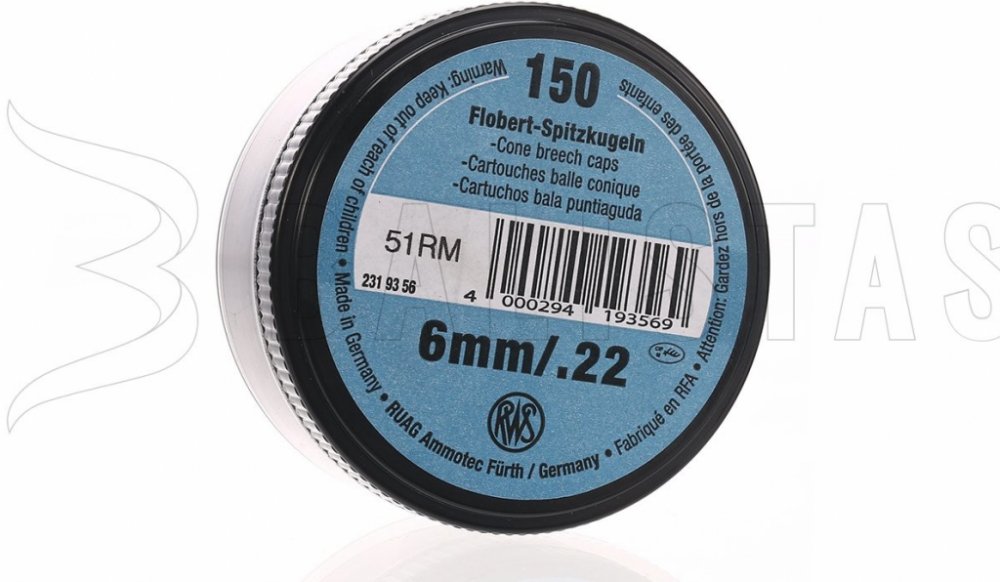 150
Flobert-Spitzkugeln
-Cone breech caps
-Cartouches balle conique
-Cartuchos bala puntiaguda
51RM
231 93 56
4 000294 193569
6mm/.22
RWS
Warning: Keep out of reach of children • Made in Germany • RUAG Ammotec Fürth / Germany • Fabriqué en RFA • Attention: Gardez hors de la portée des enfants
BALISTAS